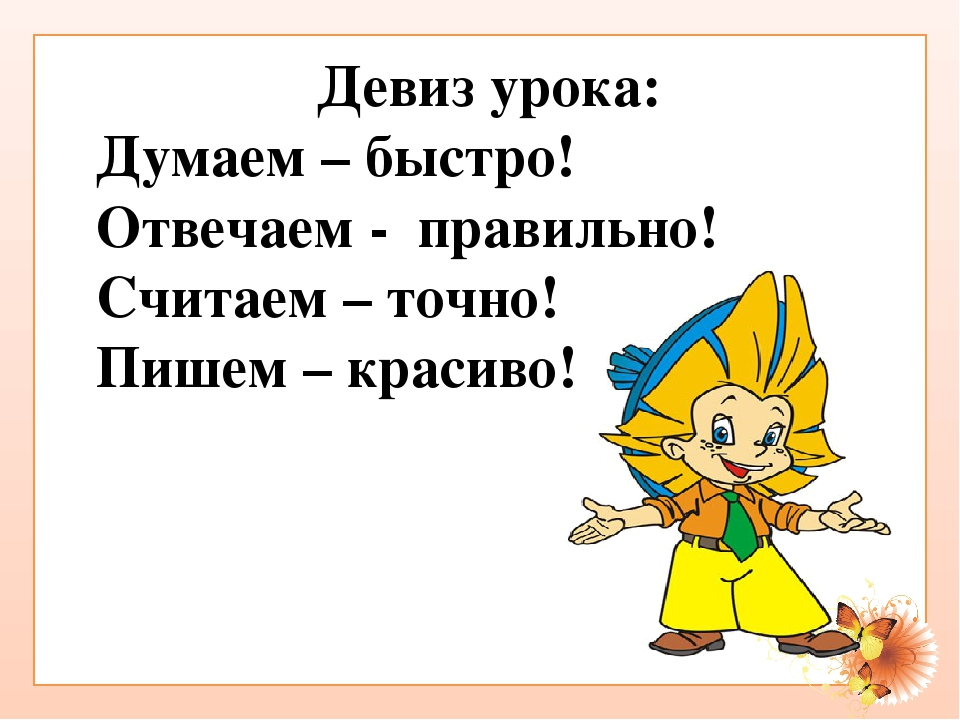 Девиз урока:
Думаем – быстро!
Отвечаем -  правильно!
Считаем – точно!
Пишем – красиво!